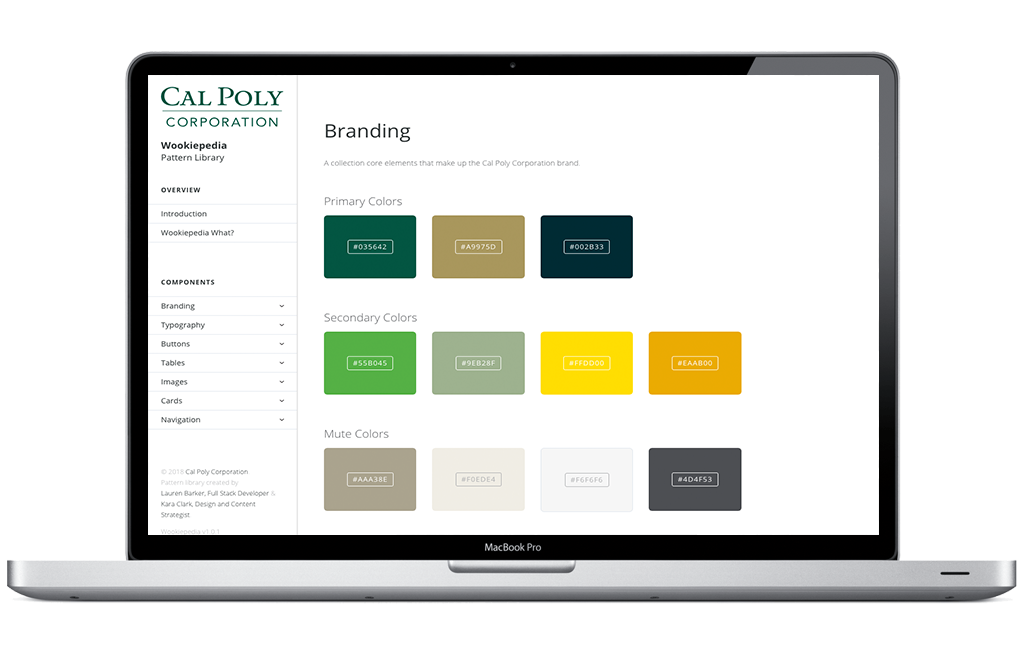 CAL POLY
CORPORATION
Wookiepedia
Pattern Library
OVERVIEW
Introduction
Wookiepedia What?
COMPONENTS
Branding
Typography
Buttons
Tables
Images
Cards
Navigation
© 2018 Cal Poly Corporation
Pattern library created by
Lauren Barker, Full Stack Developer &
Kara Clark, Design and Content
Strategist
Wookiepedia v1.0.1
Branding
A collection core elements that make up the Cal Poly Corporation brand.
Primary Colors
#035642 #A9975D #002B33
Secondary Colors
#55B045 #9EB28F #FFDD00 #EAAB00
Mute Colors
#AAA38E #F0EDE4 #F6F6F6 #4D4F53
MacBook Pro